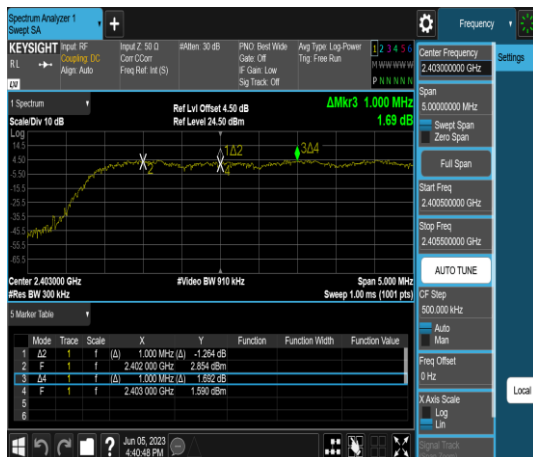 Spectrum Analyzer 1
Swept SA
+
Frequency
KEYSIGHT
RL
LXI
Input: RF
Coupling: DC
Align: Auto
Input Z: 50 Ω
Corr CCorr
Freq Ref: Int (S)
#Atten: 30 dB
PNO: Best Wide
Gate: Off
IF Gain: Low
Sig Track: Off
Avg Type: Log-Power
Trig: Free Run
1 2 3 4 5 6
M W W W W W
P N N N N N
1 Spectrum
Scale/Div 10 dB
Ref Lvl Offset 4.50 dB
Ref Level 24.50 dBm
ΔMkr3 1.000 MHz
1.69 dB
Log
14.5
4.50
-5.50
-15.5
-25.5
-35.5
-45.5
-55.5
-65.5
2
1Δ2
4
3Δ4
Center 2.403000 GHz
#Res BW 300 kHz
#Video BW 910 kHz
Span 5.000 MHz
Sweep 1.00 ms (1001 pts)
5 Marker Table
Mode Trace Scale X Y Function Function Width Function Value
1 Δ2 1 f (Δ) 1.000 MHz (Δ) -1.264 dB
2 F 1 f 2.402 000 GHz 2.854 dBm
3 Δ4 1 f (Δ) 1.000 MHz (Δ) 1.692 dB
4 F 1 f 2.403 000 GHz 1.590 dBm
5
6
?
Jun 05, 2023
4:40:48 PM
Center Frequency
2.403000000 GHz
Settings
Span
5.00000000 MHz
Swept Span
Zero Span
Full Span
Start Freq
2.400500000 GHz
Stop Freq
2.405500000 GHz
AUTO TUNE
CF Step
500.000 kHz
Auto
Man
Freq Offset
0 Hz
X Axis Scale
Log
Lin
Local
Signal Track